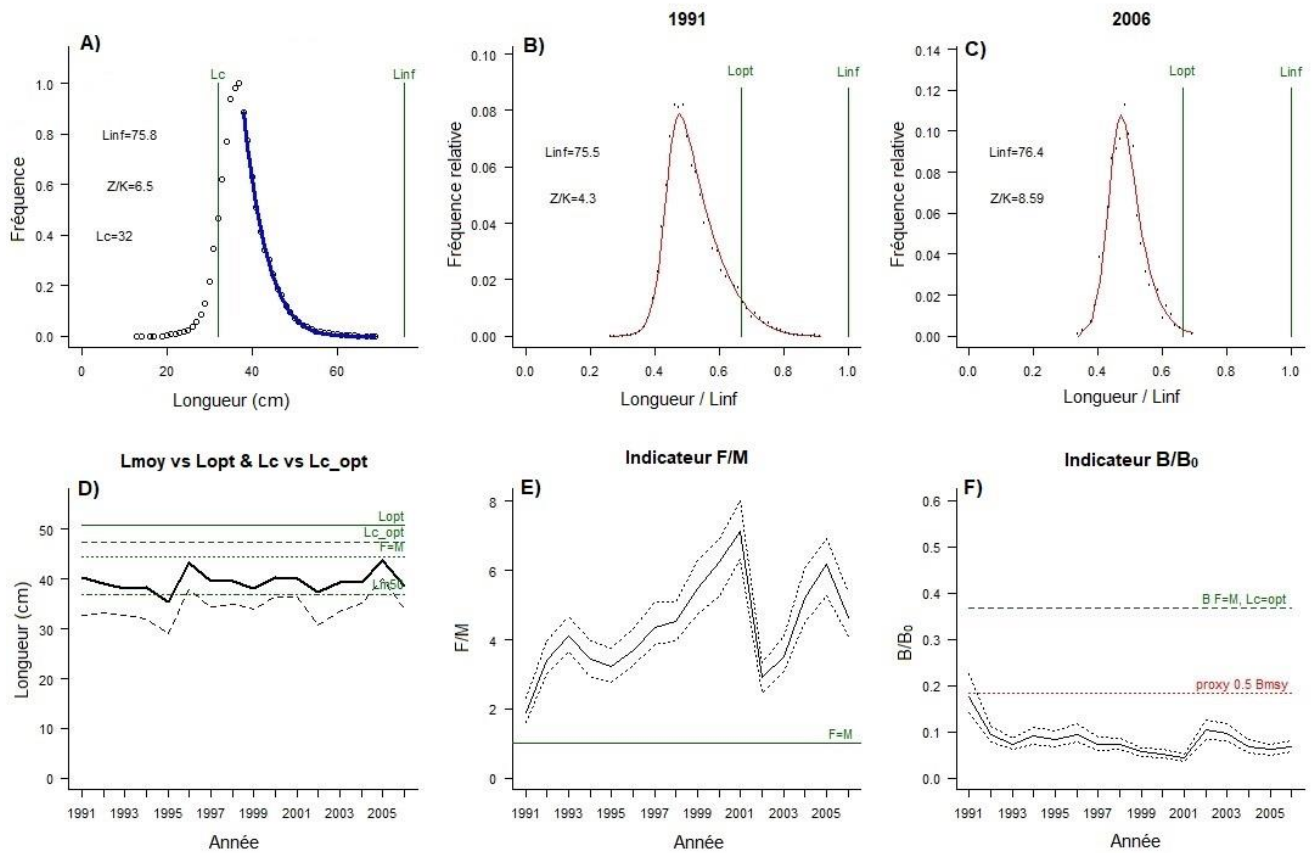 A)
Lc
Linf
Linf=75.8
Z/K=6.5
Lc=32
Fréquence
1.0
0.8
0.6
0.4
0.2
0.0
0 20 40 60
Longueur (cm)
1991
B)
Lopt
Linf
Linf=75.5
Z/K=4.3
Fréquence relative
0.10
0.08
0.06
0.04
0.02
0.00
0.0 0.2 0.4 0.6 0.8 1.0
Longueur / Linf
2006
C)
Lopt
Linf
Linf=76.4
Z/K=8.59
Fréquence relative
0.14
0.12
0.10
0.08
0.06
0.04
0.02
0.00
0.0 0.2 0.4 0.6 0.8 1.0
Longueur / Linf
Lmoy vs Lopt & Lc vs Lc_opt
D)
Lopt
Lc_opt
F=M
Lm50
Longueur (cm)
50
40
30
20
10
0
1991 1993 1995 1997 1999 2001 2003 2005
Année
Indicateur F/M
E)
F=M
F/M
8
6
4
2
0
1991 1993 1995 1997 1999 2001 2003 2005
Année
Indicateur B/B₀
F)
B F=M, Lc=opt
proxy 0.5 Bmsy
B/B₀
0.6
0.5
0.4
0.3
0.2
0.1
0.0
1991 1993 1995 1997 1999 2001 2003 2005
Année